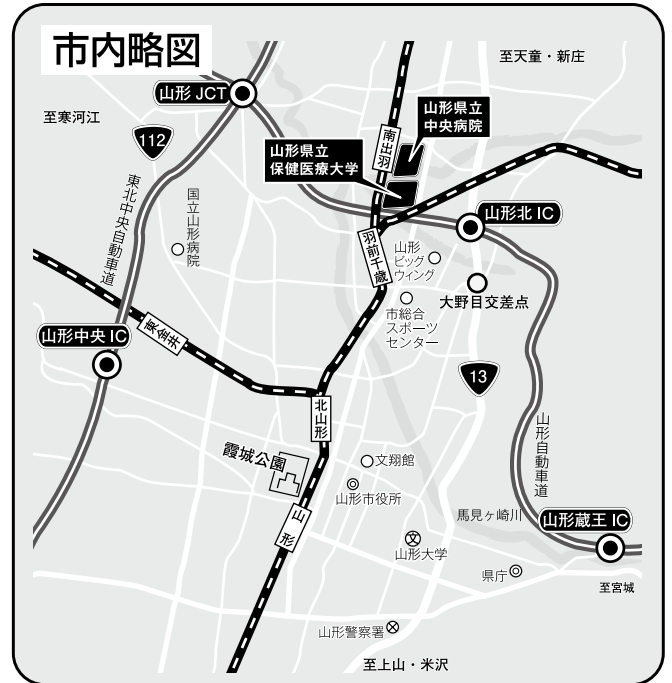 市内略図
至天童・新庄
山形 JCT
至寒河江
112
山形県立
中央病院
南出羽
山形県立
保健医療大学
東北中央自動車道
国立山形病院
山形北 IC
羽前千歳
山形
ビッグ
ウィング
大野目交差点
市総合
スポーツ
センター
東金井
山形中央 IC
13
北山形
山形自動車道
霞城公園
文翔館
山形市役所
山形
馬見ヶ崎川
山形蔵王 IC
文
山形大学
県庁
至宮城
山形警察署
至上山・米沢